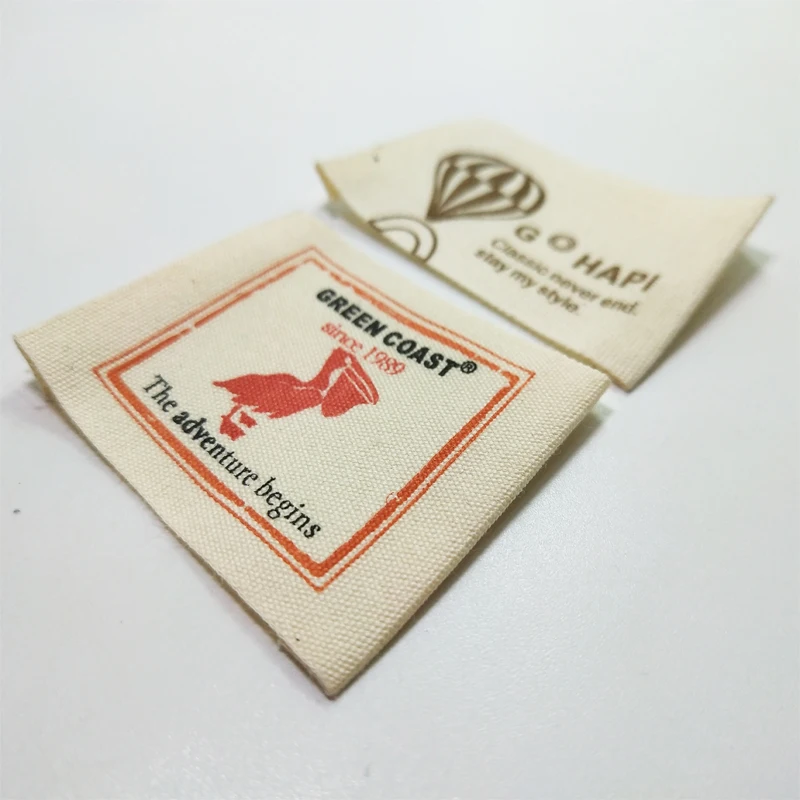 GREEN COAST®
since 1989
The adventure begins
GO HAPI
Classic never end.
stay my style.